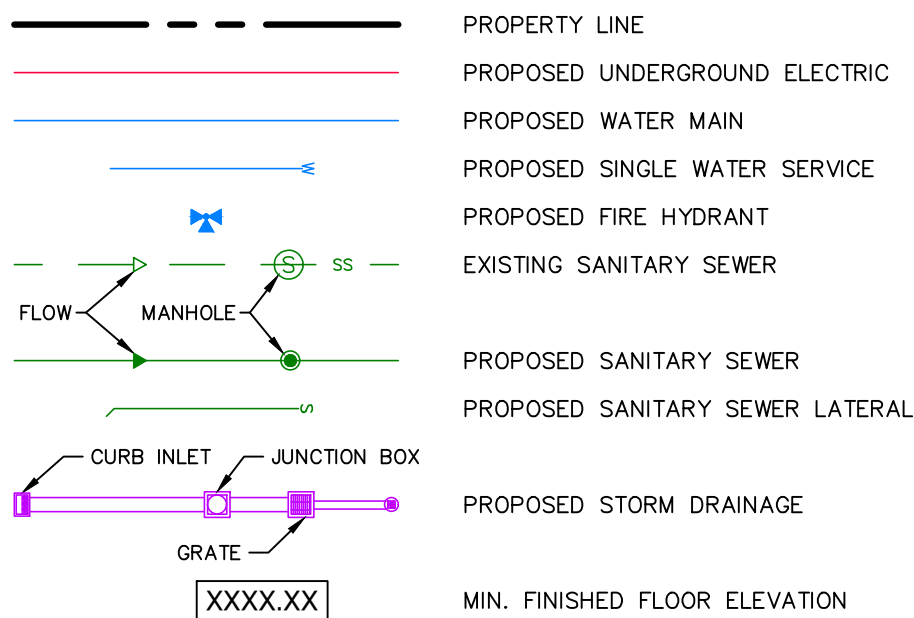 PROPERTY LINE
PROPOSED UNDERGROUND ELECTRIC
PROPOSED WATER MAIN
W PROPOSED SINGLE WATER SERVICE
PROPOSED FIRE HYDRANT
S SS EXISTING SANITARY SEWER
FLOW MANHOLE
PROPOSED SANITARY SEWER
S PROPOSED SANITARY SEWER LATERAL
CURB INLET JUNCTION BOX
PROPOSED STORM DRAINAGE
GRATE
XXXX.XX MIN. FINISHED FLOOR ELEVATION